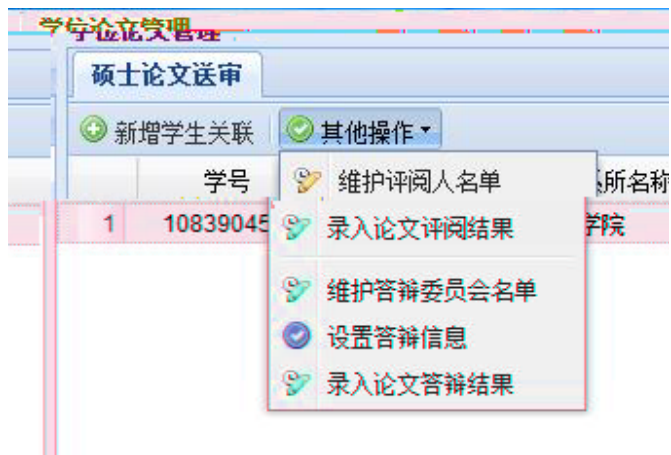 学位论文管理
硕士论文送审
新增学生关联 其他操作
学号 系所名称
维护评阅人名单
1 10839045 学院
录入论文评阅结果
维护答辩委员会名单
设置答辩信息
录入论文答辩结果